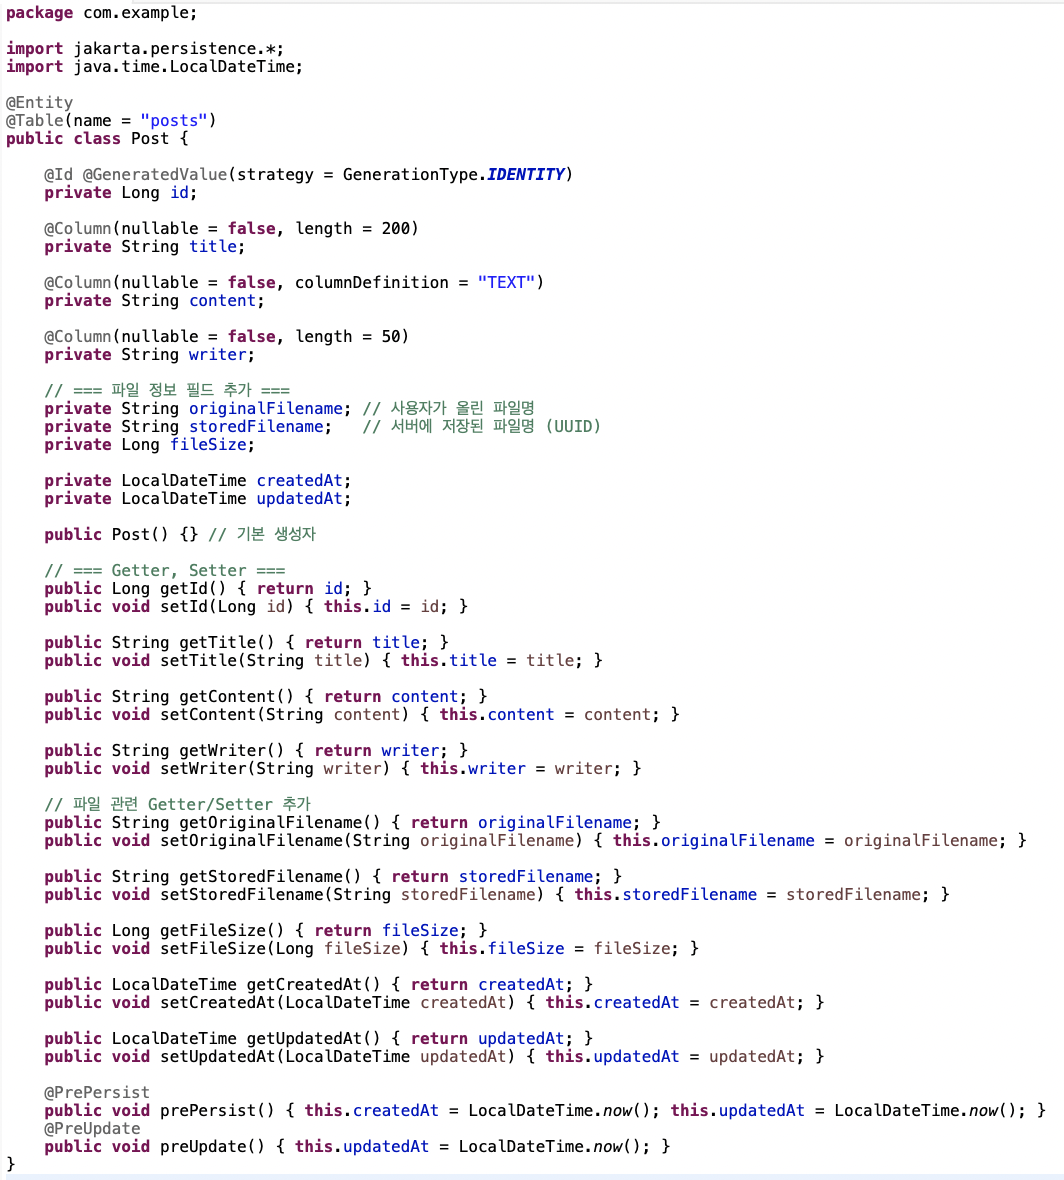 package com.example;
import jakarta.persistence.*;
import java.time.LocalDateTime;
@Entity
@Table(name = "posts")
public class Post {
@Id @GeneratedValue(strategy = GenerationType.IDENTITY)
private Long id;
@Column(nullable = false, length = 200)
private String title;
@Column(nullable = false, columnDefinition = "TEXT")
private String content;
@Column(nullable = false, length = 50)
private String writer;
// === 파일 정보 필드 추가 ===
private String originalFilename; // 사용자가 올린 파일명
private String storedFilename;   // 서버에 저장된 파일명 (UUID)
private Long fileSize;
private LocalDateTime createdAt;
private LocalDateTime updatedAt;
public Post() {} // 기본 생성자
// === Getter, Setter ===
public Long getId() { return id; }
public void setId(Long id) { this.id = id; }
public String getTitle() { return title; }
public void setTitle(String title) { this.title = title; }
public String getContent() { return content; }
public void setContent(String content) { this.content = content; }
public String getWriter() { return writer; }
public void setWriter(String writer) { this.writer = writer; }
// 파일 관련 Getter/Setter 추가
public String getOriginalFilename() { return originalFilename; }
public void setOriginalFilename(String originalFilename) { this.originalFilename = originalFilename; }
public String getStoredFilename() { return storedFilename; }
public void setStoredFilename(String storedFilename) { this.storedFilename = storedFilename; }
public Long getFileSize() { return fileSize; }
public void setFileSize(Long fileSize) { this.fileSize = fileSize; }
public LocalDateTime getCreatedAt() { return createdAt; }
public void setCreatedAt(LocalDateTime createdAt) { this.createdAt = createdAt; }
public LocalDateTime getUpdatedAt() { return updatedAt; }
public void setUpdatedAt(LocalDateTime updatedAt) { this.updatedAt = updatedAt; }
@PrePersist
public void prePersist() { this.createdAt = LocalDateTime.now(); this.updatedAt = LocalDateTime.now(); }
@PreUpdate
public void preUpdate() { this.updatedAt = LocalDateTime.now(); }
}